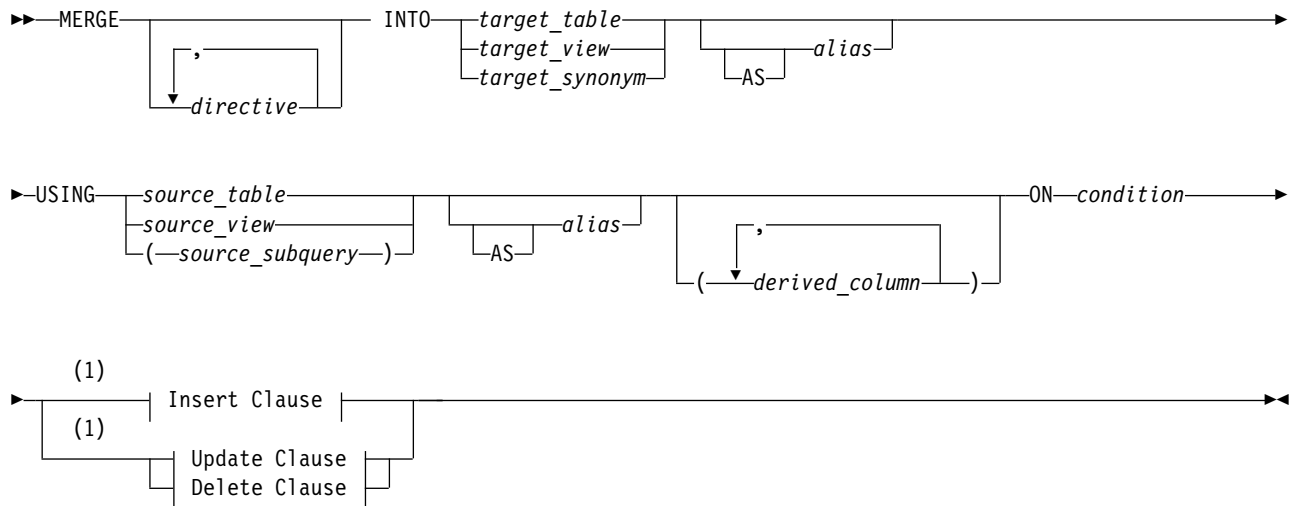 MERGE INTO target_table
, target_view alias
target_synonym AS
directive
USING source_table ON condition
source_view alias ,
( source_subquery ) AS
( derived_column )
(1)
Insert Clause
(1)
Update Clause
Delete Clause